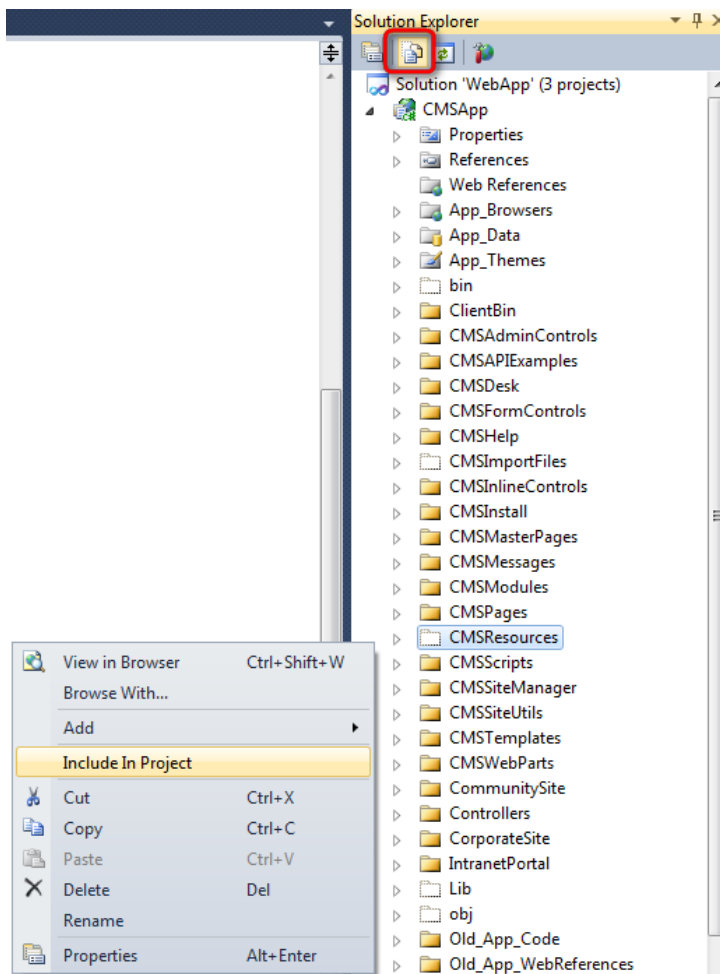 Solution Explorer
Solution 'WebApp' (3 projects)
CMSApp
Properties
References
Web References
App_Browsers
App_Data
App_Themes
bin
ClientBin
CMSAdminControls
CMSAPIExamples
CMSDesk
CMSFormControls
CMSHelp
CMSImportFiles
CMSInlineControls
CMSInstall
CMSMasterPages
CMSMessages
CMSModules
CMSPages
CMSResources
CMSScripts
CMSSiteManager
CMSSiteUtils
CMSTemplates
CMSWebParts
CommunitySite
Controllers
CorporateSite
IntranetPortal
Lib
obj
Old_App_Code
Old_App_WebReferences
View in Browser Ctrl+Shift+W
Browse With...
Add
Include In Project
Cut Ctrl+X
Copy Ctrl+C
Paste Ctrl+V
Delete Del
Rename
Properties Alt+Enter